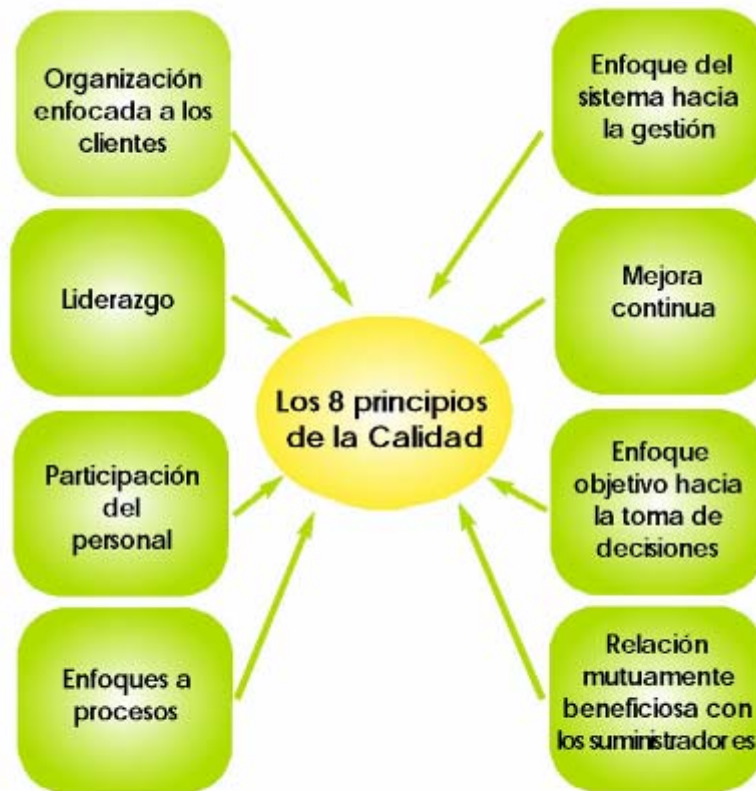 Organización
enfocada a los
clientes
Liderazgo
Participación
del
personal
Enfoques a
procesos
Los 8 principios
de la Calidad
Enfoque del
sistema hacia
la gestión
Mejora
continua
Enfoque
objetivo hacia
la toma de
decisiones
Relación
mutuamente
beneficiosa con
los suministradores